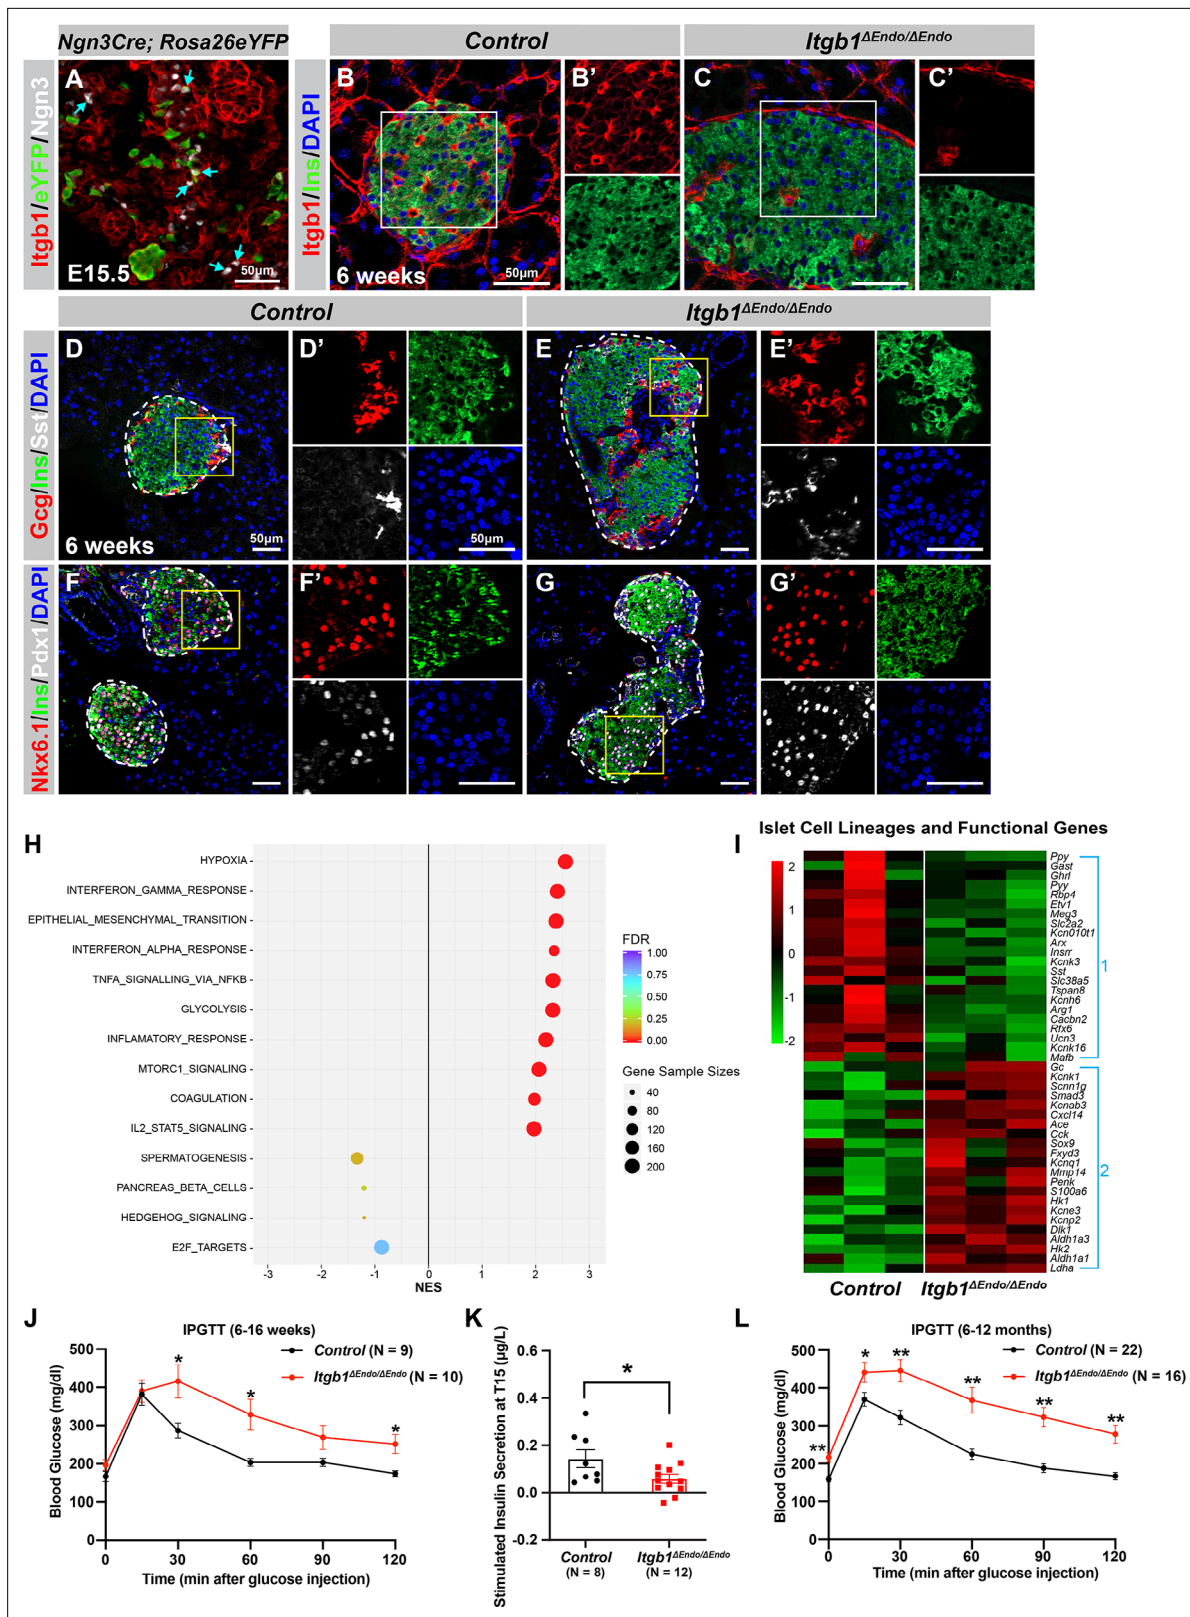 Ngn3Cre; Rosa26eYFP
Control
Itgb1ΔEndo/ΔEndo
Itgb1/eYFP/Ngn3
A
E15.5
50µm
Itgb1/Ins/DAPI
B
6 weeks
50µm
B'
C
C'
Control
Itgb1ΔEndo/ΔEndo
Gcg/Ins/Sst/DAPI
D
6 weeks
50µm
D'
50µm
E
E'
Nkx6.1/Ins/Pdx1/DAPI
F
F'
G
G'
H
HYPOXIA
INTERFERON_GAMMA_RESPONSE
EPITHELIAL_MESENCHYMAL_TRANSITION
INTERFERON_ALPHA_RESPONSE
TNFA_SIGNALLING_VIA_NFKB
GLYCOLYSIS
INFLAMATORY_RESPONSE
MTORC1_SIGNALING
COAGULATION
IL2_STAT5_SIGNALING
SPERMATOGENESIS
PANCREAS_BETA_CELLS
HEDGEHOG_SIGNALING
E2F_TARGETS
-3 -2 -1 0 1 2 3
NES
FDR
1.00
0.75
0.50
0.25
0.00
Gene Sample Sizes
40
80
120
160
200
I
Islet Cell Lineages and Functional Genes
2
1
0
-1
-2
Ppy
Gast
Ghrl
Pyy
Rbp4
Etv1
Meg3
Slc2a2
Kcn010t1
Arx
Insrr
Kcnk3
Sst
Slc38a5
Tspan8
Kcnh6
Arg1
Cacbn2
Rfx6
Ucn3
Kcnk16
Mafb
1
Gc
Kcnk1
Scnn1g
Smad3
Kcnab3
Cxcl14
Ace
Cck
Sox9
Fxyd3
Kcnq1
Mmp14
Penk
S100a6
Hk1
Kcne3
Kcnp2
Dlk1
Aldh1a3
Hk2
Aldh1a1
Ldha
2
Control Itgb1ΔEndo/ΔEndo
J
IPGTT (6-16 weeks)
Control (N = 9)
Itgb1ΔEndo/ΔEndo (N = 10)
Blood Glucose (mg/dl)
500
400
300
200
100
0
* * *
0 30 60 90 120
Time (min after glucose injection)
K
Stimulated Insulin Secretion at T15 (µg/L)
0.6
0.4
0.2
0.0
-0.2
*
Control Itgb1ΔEndo/ΔEndo
(N = 8) (N = 12)
L
IPGTT (6-12 months)
Control (N = 22)
Itgb1ΔEndo/ΔEndo (N = 16)
Blood Glucose (mg/dl)
500
400
300
200
100
0
** * ** ** ** **
0 30 60 90 120
Time (min after glucose injection)